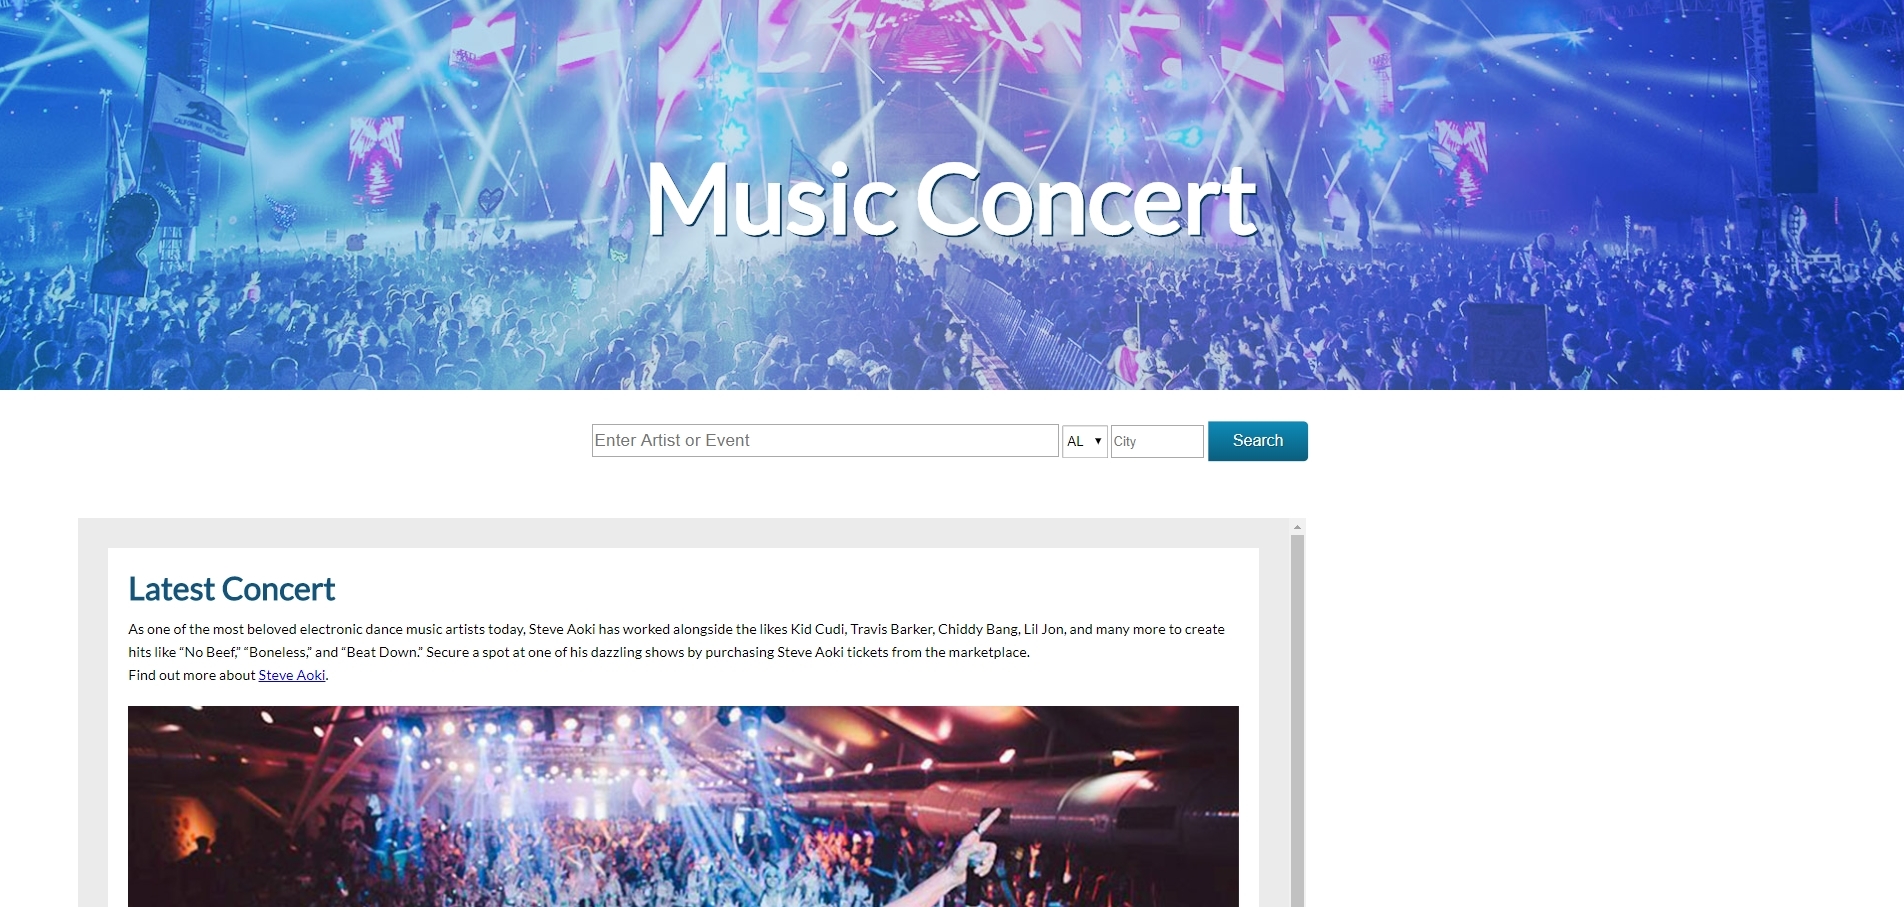 CALIFORNIA REPUBLIC
Music Concert
Enter Artist or Event
AL
City
Search
Latest Concert
As one of the most beloved electronic dance music artists today, Steve Aoki has worked alongside the likes Kid Cudi, Travis Barker, Chiddy Bang, Lil Jon, and many more to create
hits like “No Beef,” “Boneless,” and “Beat Down.” Secure a spot at one of his dazzling shows by purchasing Steve Aoki tickets from the marketplace.
Find out more about Steve Aoki.